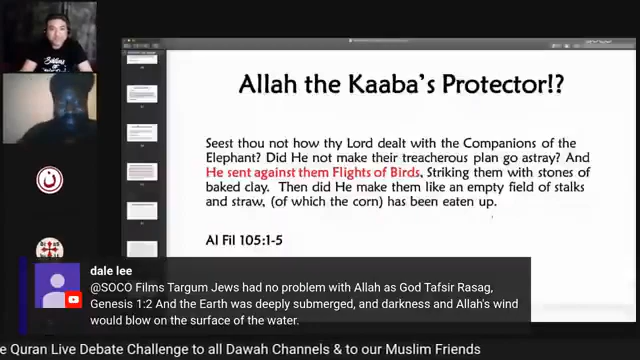 Allah the Kaaba's Protector!?
Seest thou not how thy Lord dealt with the Companions of the
Elephant? Did He not make their treacherous plan go astray? And
He sent against them Flights of Birds, Striking them with stones of
baked clay. Then did He make them like an empty field of stalks
and straw, (of which the corn) has been eaten up.
Al Fil 105:1-5
dale lee
@SOCO Films Targum Jews had no problem with Allah as God Tafsir Rasag,
Genesis 1:2 And the Earth was deeply submerged, and darkness and Allah's wind
would blow on the surface of the water.
e Quran Live Debate Challenge to all Dawah Channels & to our Muslim Friends